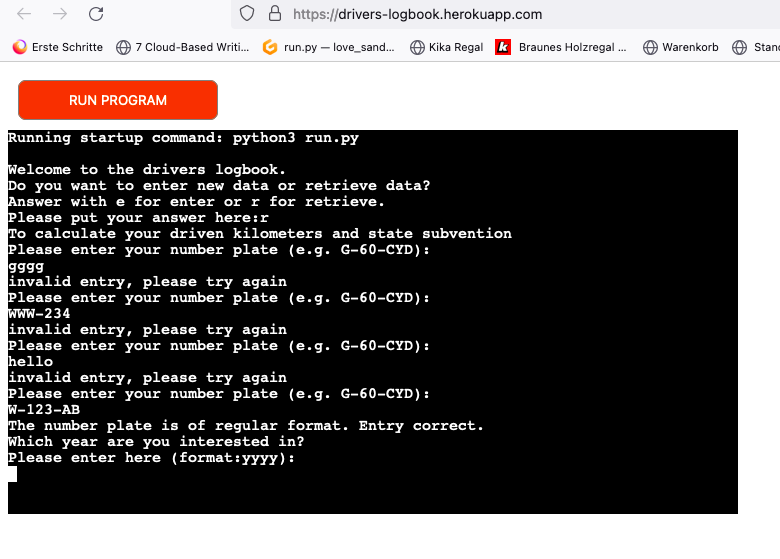 https://drivers-logbook.herokuapp.com
Erste Schritte 7 Cloud-Based Writi... run.py — love_sand... Kika Regal k Braunes Holzregal ... Warenkorb Stand
RUN PROGRAM
Running startup command: python3 run.py
Welcome to the drivers logbook.
Do you want to enter new data or retrieve data?
Answer with e for enter or r for retrieve.
Please put your answer here:r
To calculate your driven kilometers and state subvention
Please enter your number plate (e.g. G-60-CYD):
gggg
invalid entry, please try again
Please enter your number plate (e.g. G-60-CYD):
WWW-234
invalid entry, please try again
Please enter your number plate (e.g. G-60-CYD):
hello
invalid entry, please try again
Please enter your number plate (e.g. G-60-CYD):
W-123-AB
The number plate is of regular format. Entry correct.
Which year are you interested in?
Please enter here (format:yyyy):